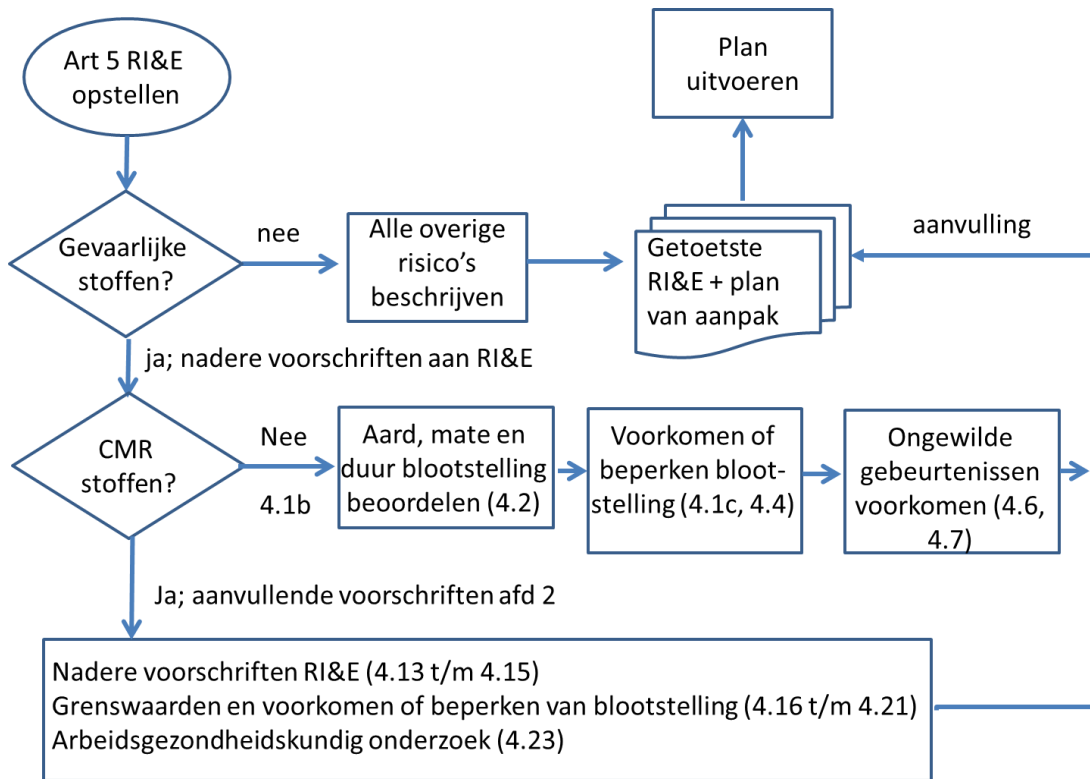 Art 5 RI&E
opstellen
Plan
uitvoeren
Gevaarlijke
stoffen?
nee
Alle overige
risico's
beschrijven
Getoetste
RI&E + plan
van aanpak
aanvulling
ja; nadere voorschriften aan RI&E
CMR
stoffen?
Nee
4.1b
Aard, mate en
duur blootstelling
beoordelen (4.2)
Voorkomen of
beperken bloot-
stelling (4.1c, 4.4)
Ongewilde
gebeurtenissen
voorkomen (4.6,
4.7)
Ja; aanvullende voorschriften afd 2
Nadere voorschriften RI&E (4.13 t/m 4.15)
Grenswaarden en voorkomen of beperken van blootstelling (4.16 t/m 4.21)
Arbeidsgezondheidskundig onderzoek (4.23)